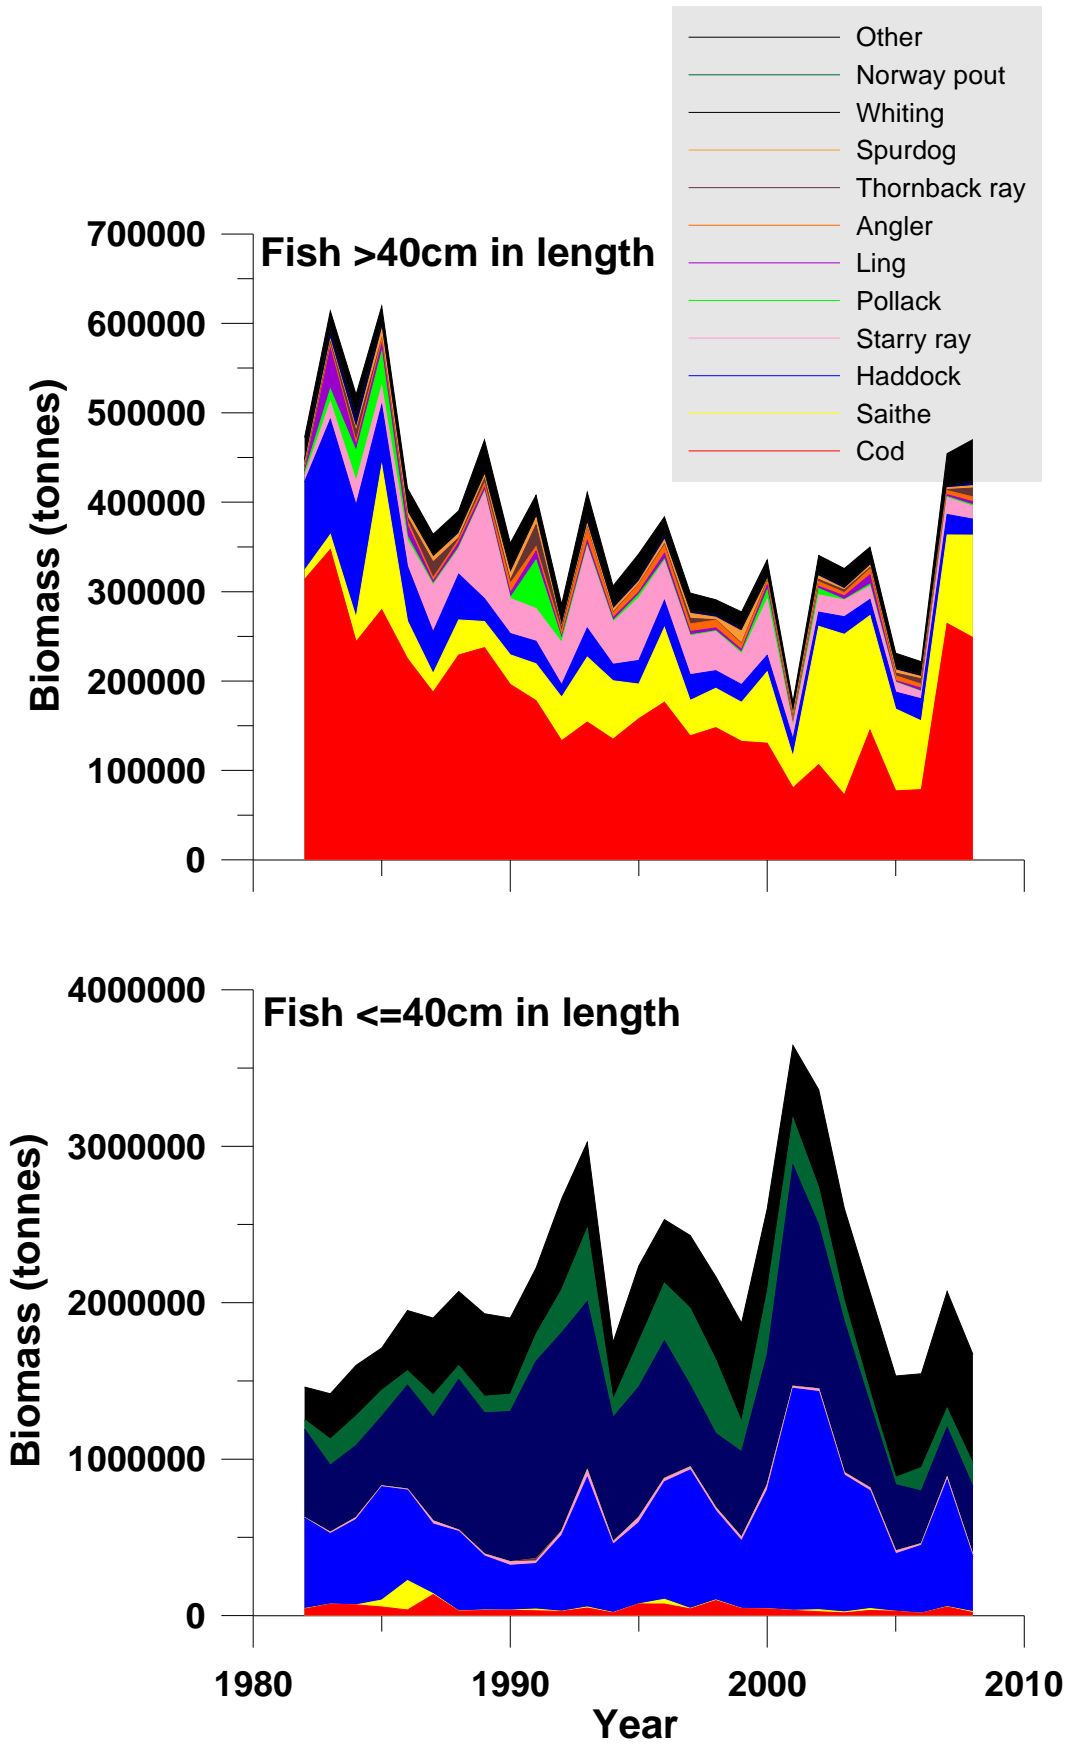 Other
Norway pout
Whiting
Spurdog
Thornback ray
Angler
Ling
Pollack
Starry ray
Haddock
Saithe
Cod
Fish >40cm in length
700000
600000
500000
400000
300000
200000
100000
0
Biomass (tonnes)
Fish <=40cm in length
4000000
3000000
2000000
1000000
0
Biomass (tonnes)
1980 1990 2000 2010
Year